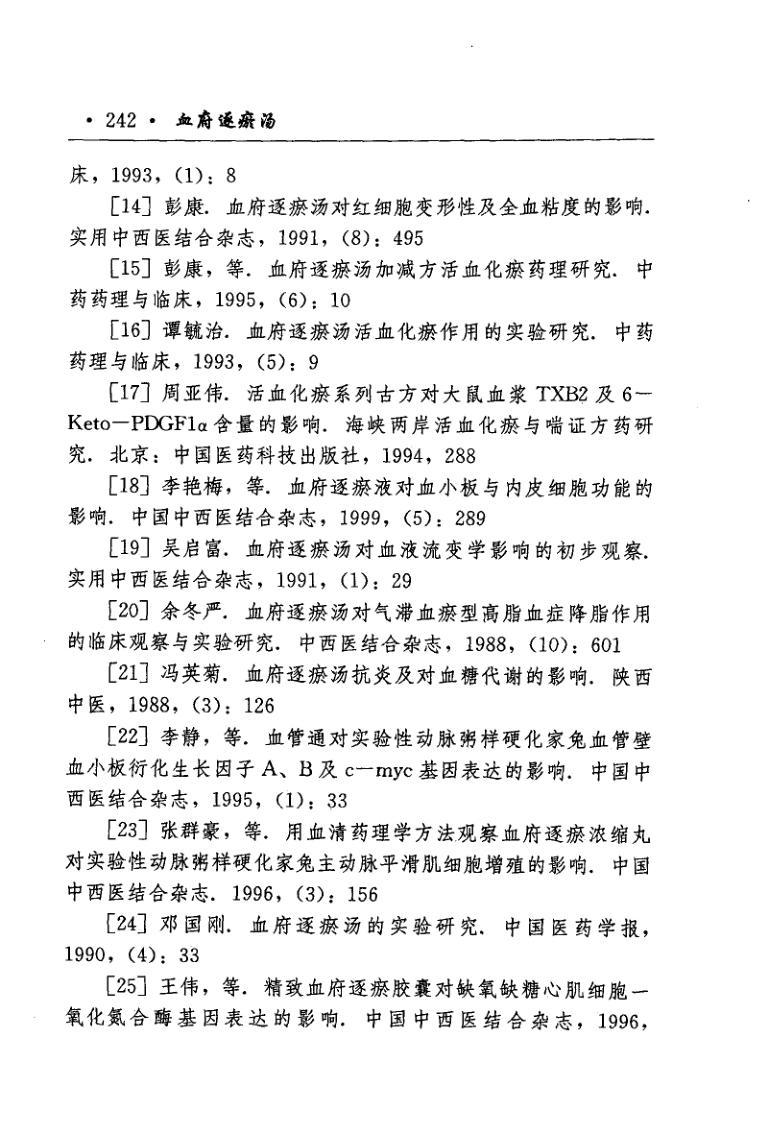 · 242 · 血府逐瘀汤
床，1993，（1）：8
［14］彭康．血府逐瘀汤对红细胞变形性及全血粘度的影响．
实用中西医结合杂志，1991，（8）：495
［15］彭康，等．血府逐瘀汤加减方活血化瘀药理研究．中
药药理与临床，1995，（6）：10
［16］谭毓治．血府逐瘀汤活血化瘀作用的实验研究．中药
药理与临床，1993，（5）：9
［17］周亚伟．活血化瘀系列古方对大鼠血浆 TXB2 及 6－
Keto－PDGF1α 含量的影响．海峡两岸活血化瘀与喘证方药研
究．北京：中国医药科技出版社，1994，288
［18］李艳梅，等．血府逐瘀液对血小板与内皮细胞功能的
影响．中国中西医结合杂志，1999，（5）：289
［19］吴启富．血府逐瘀汤对血液流变学影响的初步观察．
实用中西医结合杂志，1991，（1）：29
［20］余冬严．血府逐瘀汤对气滞血瘀型高脂血症降脂作用
的临床观察与实验研究．中西医结合杂志，1988，（10）：601
［21］冯英菊．血府逐瘀汤抗炎及对血糖代谢的影响．陕西
中医，1988，（3）：126
［22］李静，等．血管通对实验性动脉粥样硬化家兔血管壁
血小板衍化生长因子 A、B 及 c－myc 基因表达的影响．中国中
西医结合杂志，1995，（1）：33
［23］张群豪，等．用血清药理学方法观察血府逐瘀浓缩丸
对实验性动脉粥样硬化家兔主动脉平滑肌细胞增殖的影响．中国
中西医结合杂志．1996，（3）：156
［24］邓国刚．血府逐瘀汤的实验研究．中国医药学报，
1990，（4）：33
［25］王伟，等．精致血府逐瘀胶囊对缺氧缺糖心肌细胞一
氧化氮合酶基因表达的影响．中国中西医结合杂志，1996，